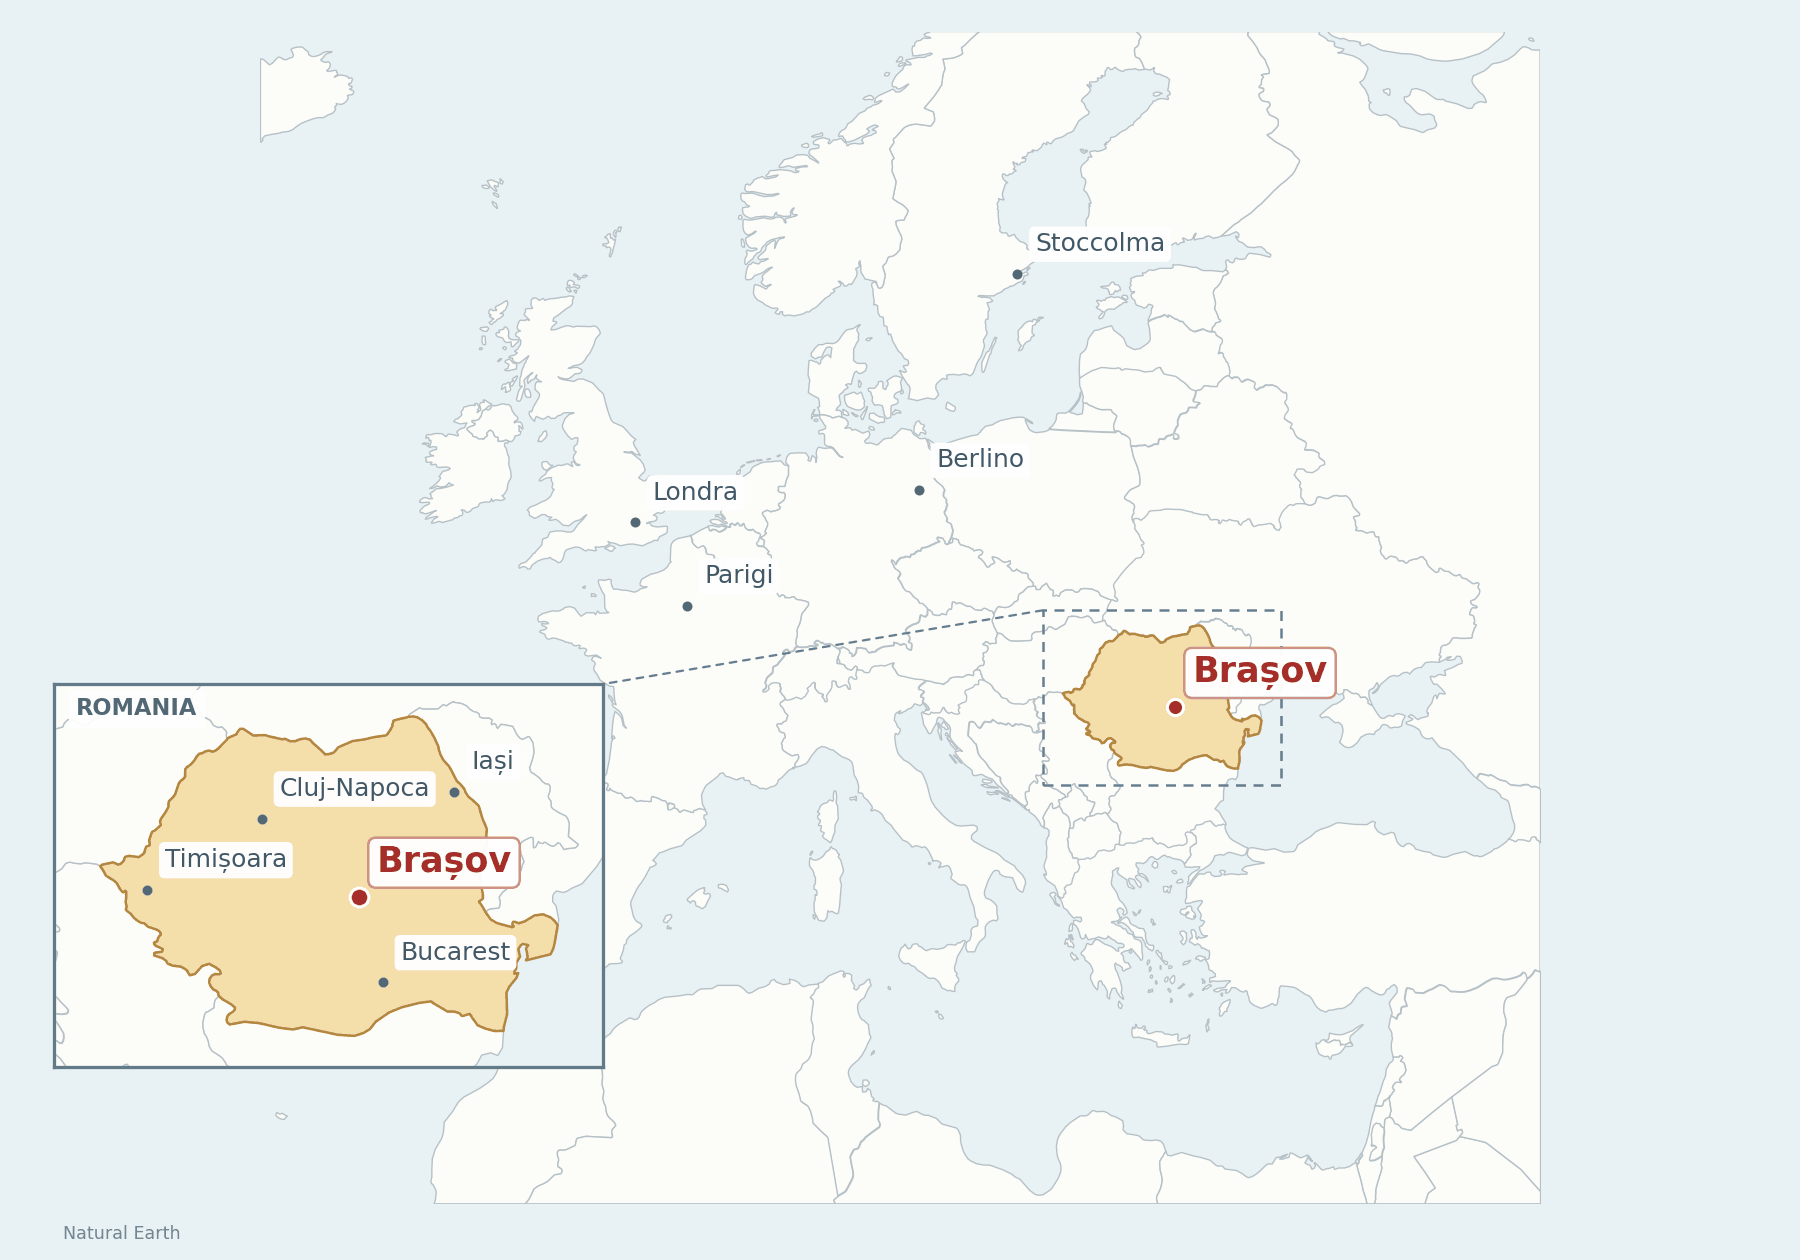 Stoccolma
Berlino
Londra
Parigi
Brașov
ROMANIA
Iași
Cluj-Napoca
Timișoara
Brașov
Bucarest
Natural Earth